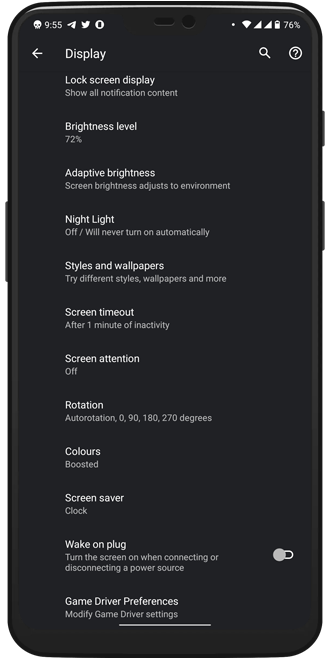 9:55
76%
Display
Lock screen display
Show all notification content
Brightness level
72%
Adaptive brightness
Screen brightness adjusts to environment
Night Light
Off / Will never turn on automatically
Styles and wallpapers
Try different styles, wallpapers and more
Screen timeout
After 1 minute of inactivity
Screen attention
Off
Rotation
Autorotation, 0, 90, 180, 270 degrees
Colours
Boosted
Screen saver
Clock
Wake on plug
Turn the screen on when connecting or
disconnecting a power source
Game Driver Preferences
Modify Game Driver settings